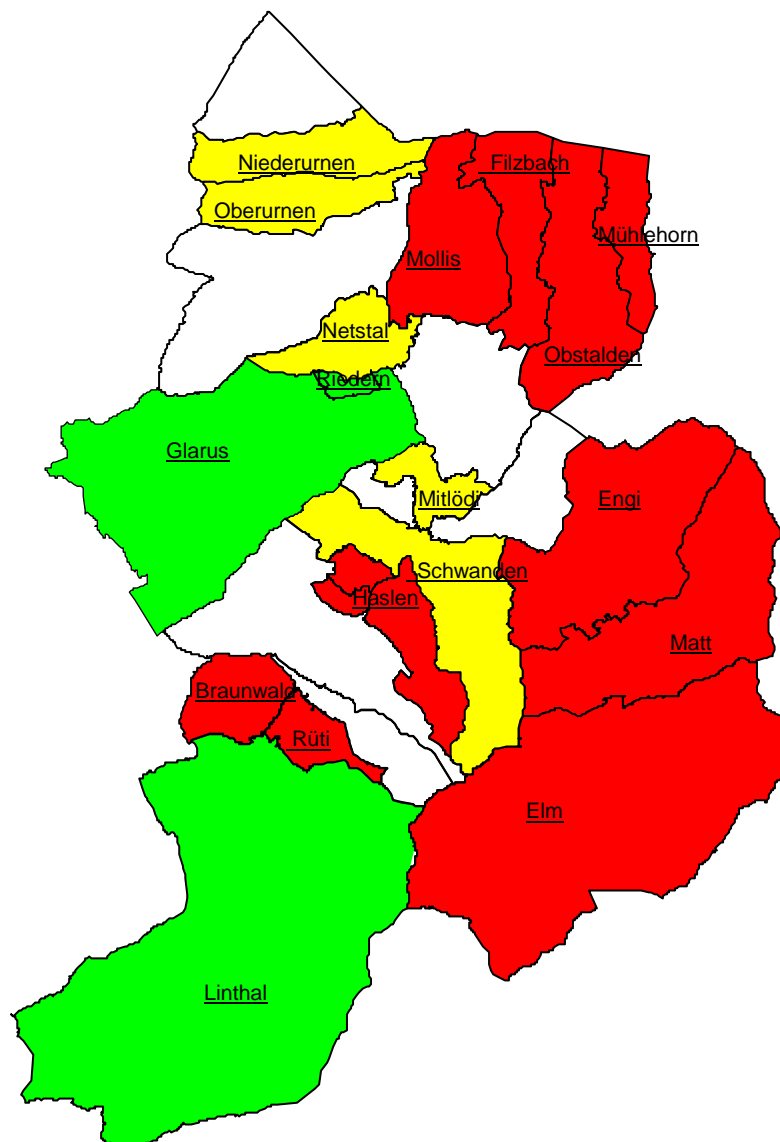 Niederurnen
Filzbach
Oberurnen
Mühlehorn
Mollis
Netstal
Obstalden
Riedern
Glarus
Mitlödi
Engi
Schwanden
Haslen
Matt
Braunwald
Rüti
Elm
Linthal